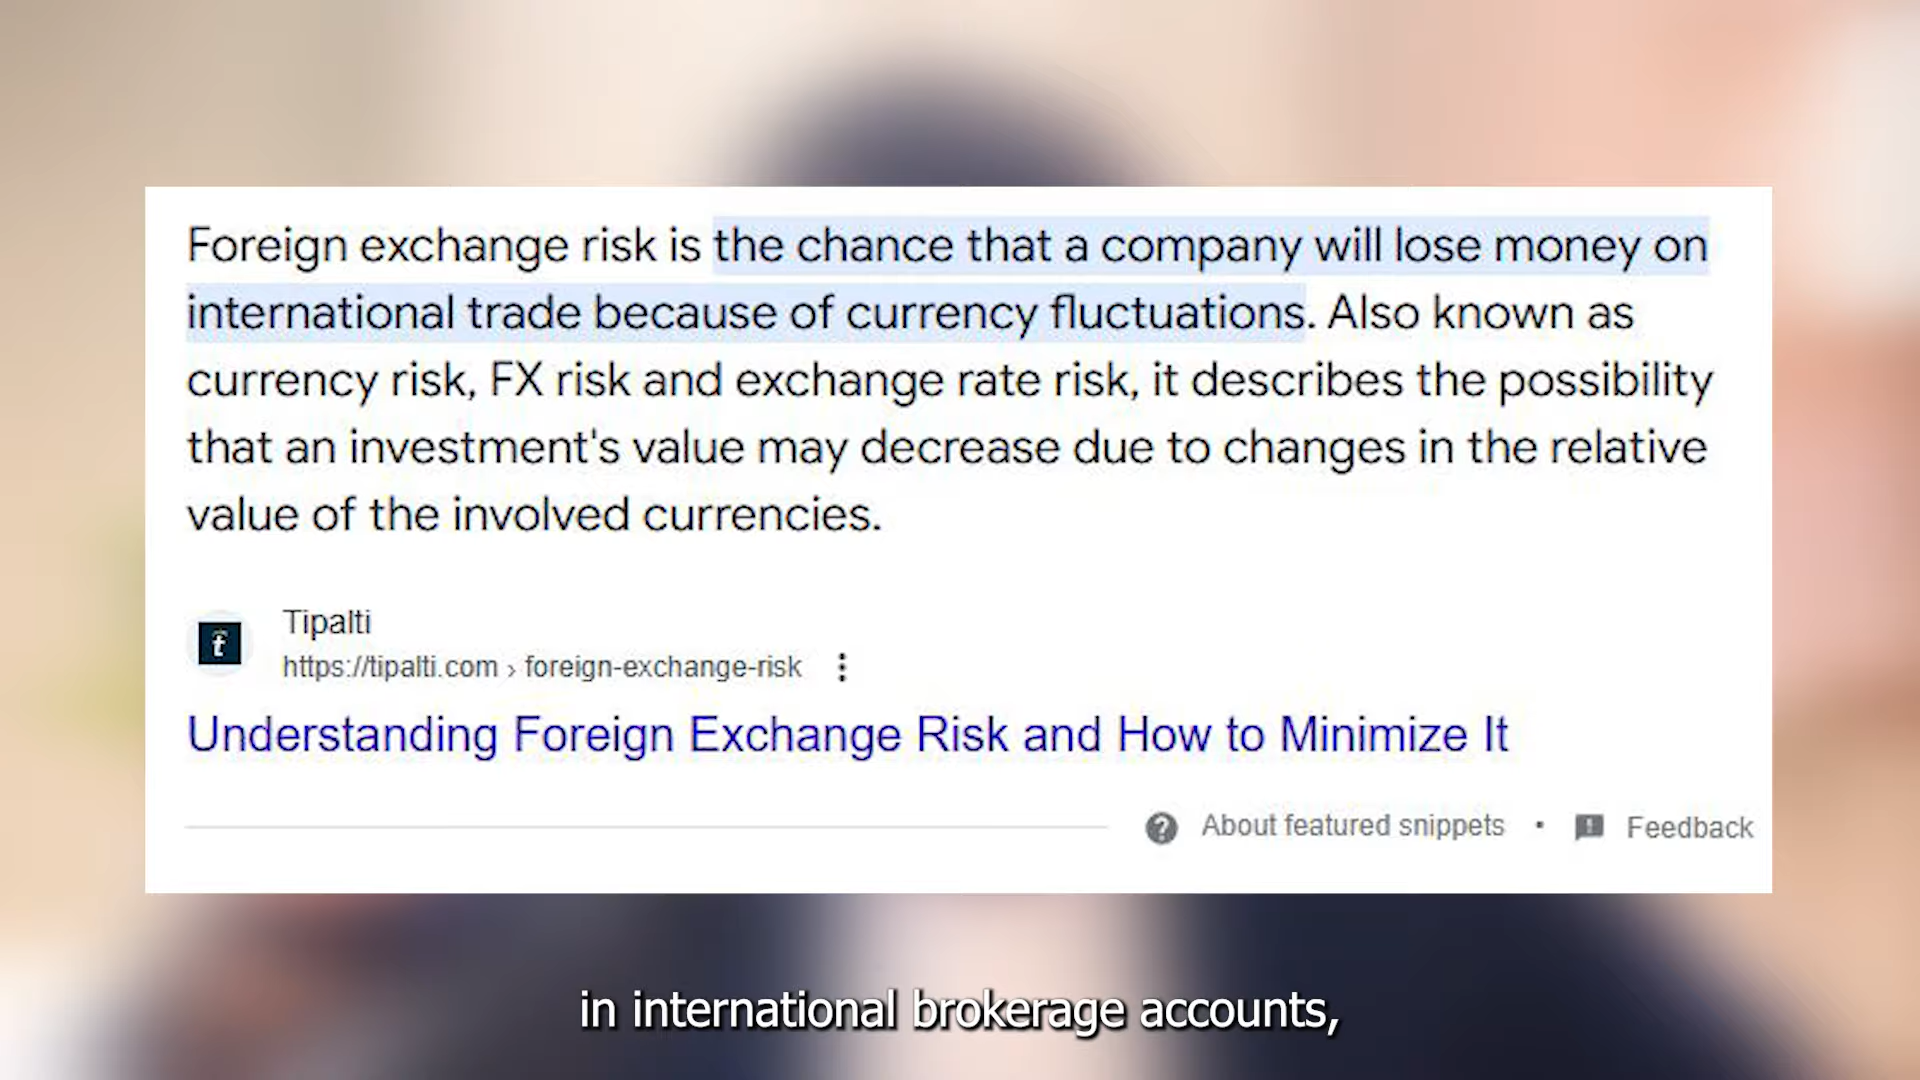 Foreign exchange risk is the chance that a company will lose money on
international trade because of currency fluctuations. Also known as
currency risk, FX risk and exchange rate risk, it describes the possibility
that an investment's value may decrease due to changes in the relative
value of the involved currencies.
t
Tipalti
https://tipalti.com › foreign-exchange-risk
Understanding Foreign Exchange Risk and How to Minimize It
About featured snippets • Feedback
in international brokerage accounts,